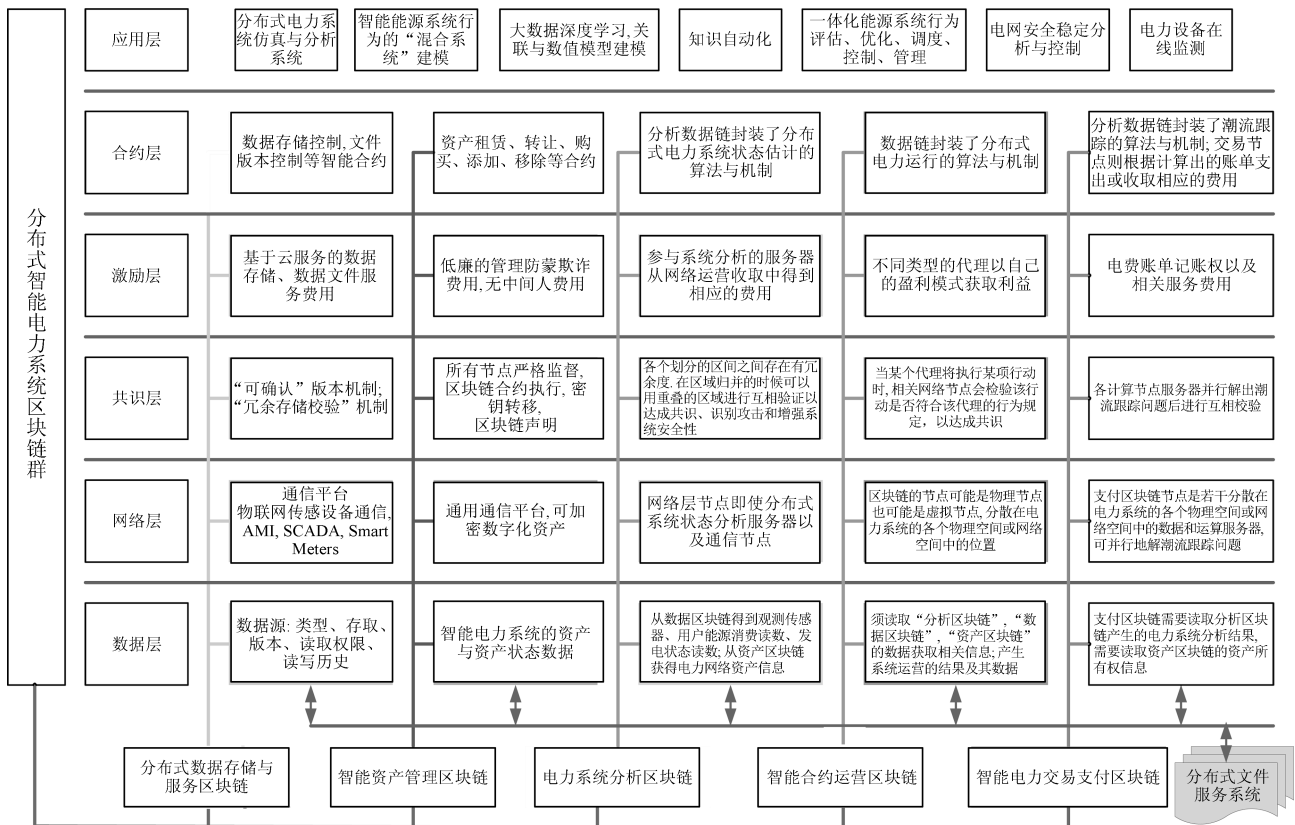 分布式智能电力系统区块链群
应用层
分布式电力系
统仿真与分析
系统
智能能源系统行
为的“混合系
统”建模
大数据深度学习,关
联与数值模型建模
知识自动化
一体化能源系统行为
评估、优化、调度、
控制、管理
电网安全稳定分
析与控制
电力设备在
线监测
合约层
数据存储控制,文件
版本控制等智能合约
资产租赁、转让、购
买、添加、移除等合约
分析数据链封装了分布
式电力系统状态估计的
算法与机制
数据链封装了分布式
电力运行的算法与机制
分析数据链封装了潮流跟
踪的算法与机制; 交易节
点则根据计算出的账单支
出或收取相应的费用
激励层
基于云服务的数据
存储、数据文件服
务费用
低廉的管理防蒙欺诈
费用,无中间人费用
参与系统分析的服务器
从网络运营收取中得到
相应的费用
不同类型的代理以自己
的盈利模式获取利益
电费账单记账权以及
相关服务费用
共识层
“可确认”版本机制;
“冗余存储校验”机制
所有节点严格监督,
区块链合约执行, 密
钥转移,
区块链声明
各个划分的区间之间存在有冗
余度, 在区域归并的时候可以
用重叠的区域进行互相验证以
达成共识、识别攻击和增强系
统安全性
当某个代理将执行某项行动
时, 相关网络节点会检验该行
动是否符合该代理的行为规
定，以达成共识
各计算节点服务器并行解出潮
流跟踪问题后进行互相校验
网络层
通信平台
物联网传感设备通信,
AMI, SCADA, Smart
Meters
通用通信平台, 可加
密数字化资产
网络层节点即使分布式
系统状态分析服务器以
及通信节点
区块链的节点可能是物理节点
也可能是虚拟节点, 分散在电
力系统的各个物理空间或网络
空间中的位置
支付区块链节点是若干分散在
电力系统的各个物理空间或网
络空间中的数据和运算服务器,
可并行地解潮流跟踪问题
数据层
数据源: 类型、存取、
版本、读取权限、
读写历史
智能电力系统的资产
与资产状态数据
从数据区块链得到观测传感
器、用户能源消费读数、发
电状态读数; 从资产区块链
获得电力网络资产信息
须读取“分析区块链”, “数
据区块链”, “资产区块链”
的数据获取相关信息; 产生
系统运营的结果及其数据
支付区块链需要读取分析区块
链产生的电力系统分析结果,
需要读取资产区块链的资产所
有权信息
分布式数据存储与
服务区块链
智能资产管理区块链
电力系统分析区块链
智能合约运营区块链
智能电力交易支付区块链
分布式文件
服务系统